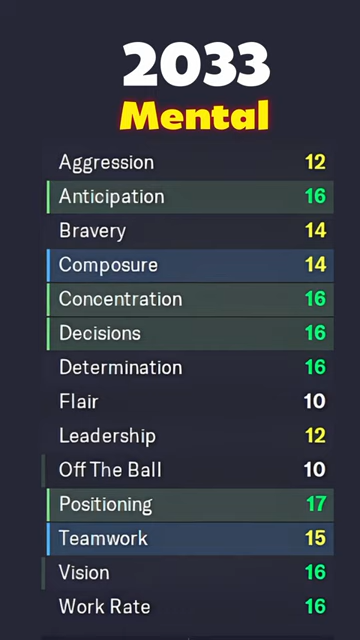 2033
Mental
Aggression 12
Anticipation 16
Bravery 14
Composure 14
Concentration 16
Decisions 16
Determination 16
Flair 10
Leadership 12
Off The Ball 10
Positioning 17
Teamwork 15
Vision 16
Work Rate 16